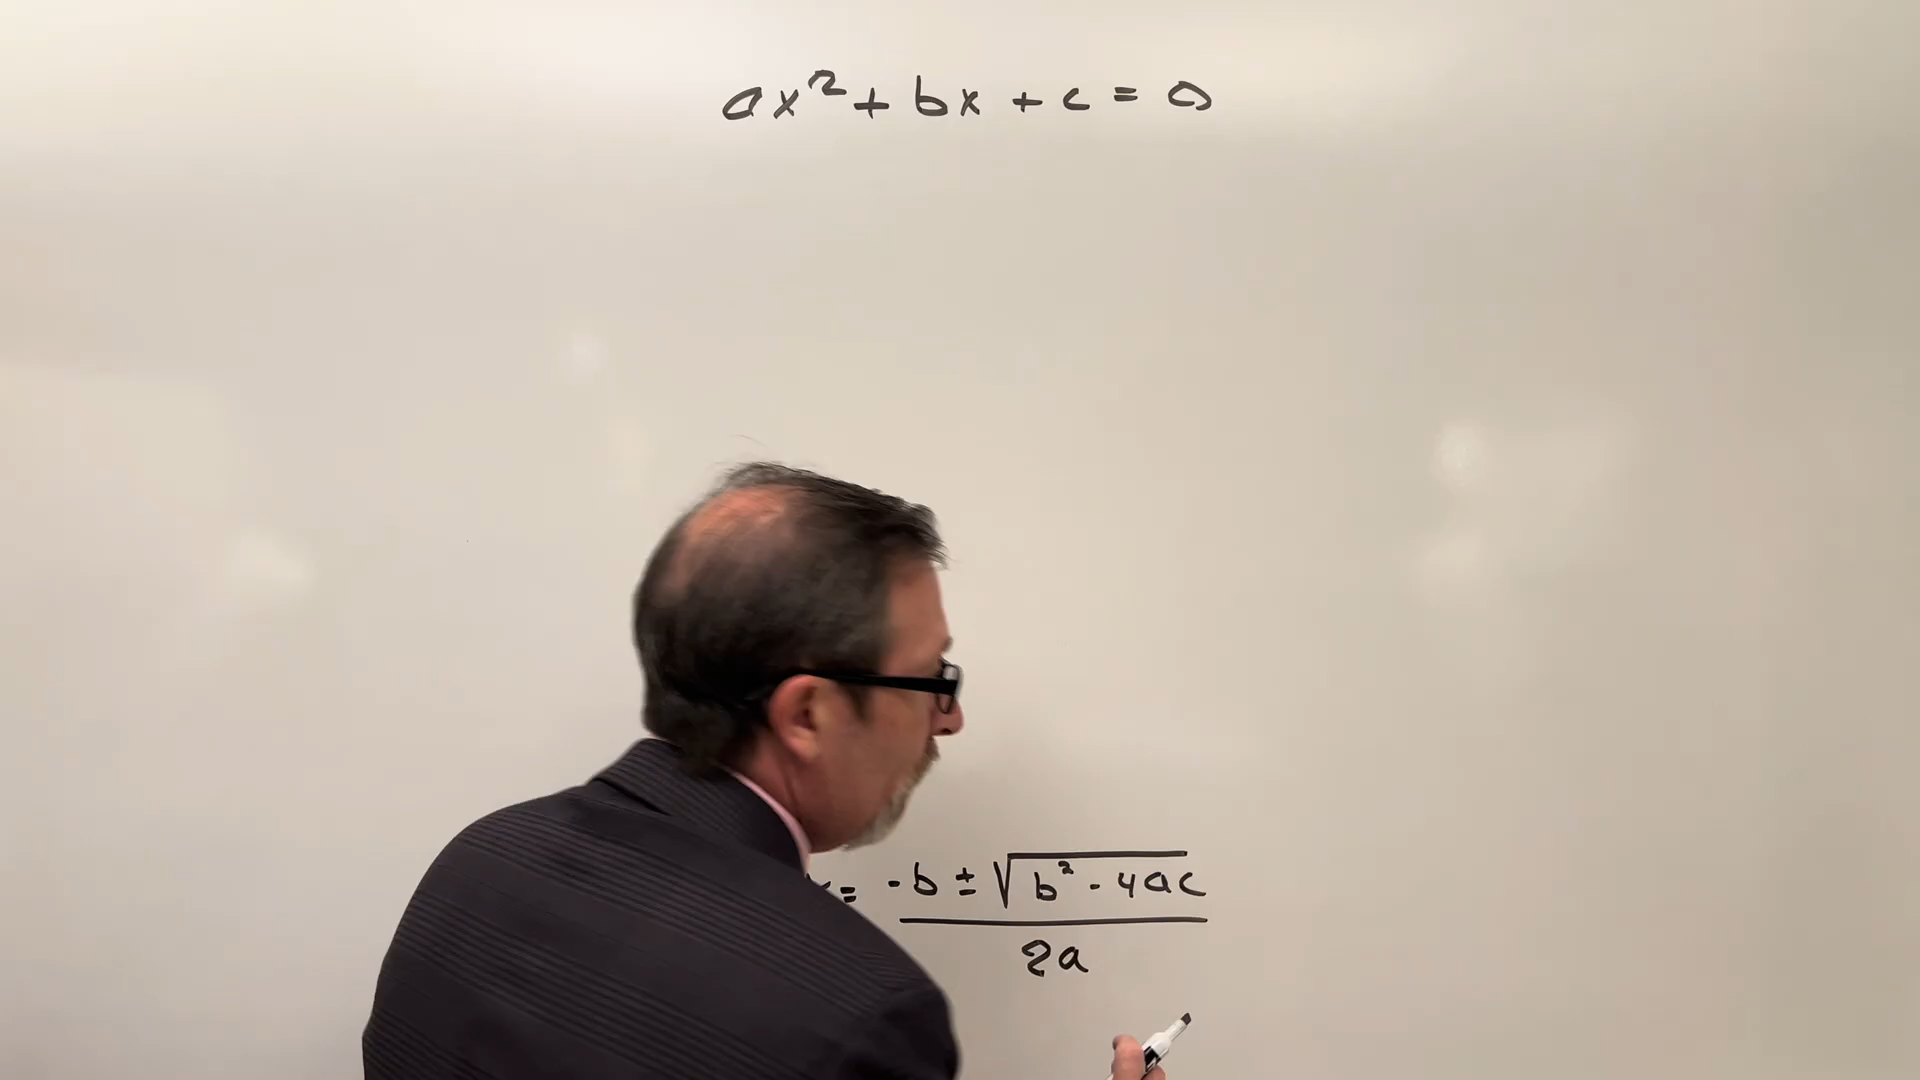 ax² + bx + c = 0
x = -b ± √b² - 4ac
2a